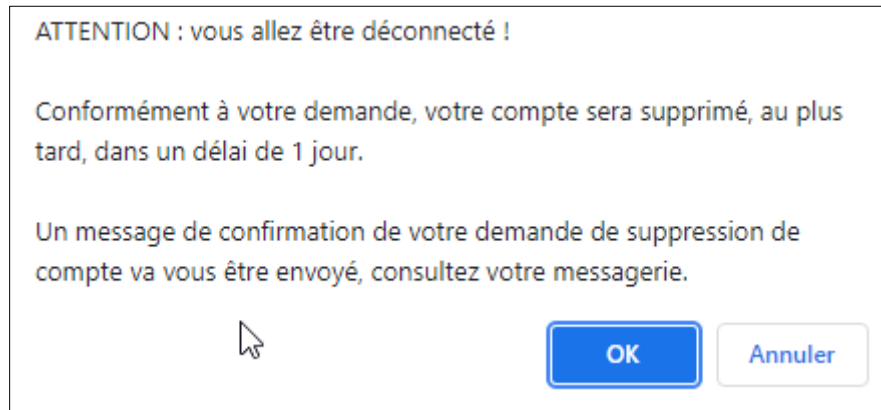 ATTENTION : vous allez être déconnecté !
Conformément à votre demande, votre compte sera supprimé, au plus
tard, dans un délai de 1 jour.
Un message de confirmation de votre demande de suppression de
compte va vous être envoyé, consultez votre messagerie.
OK
Annuler